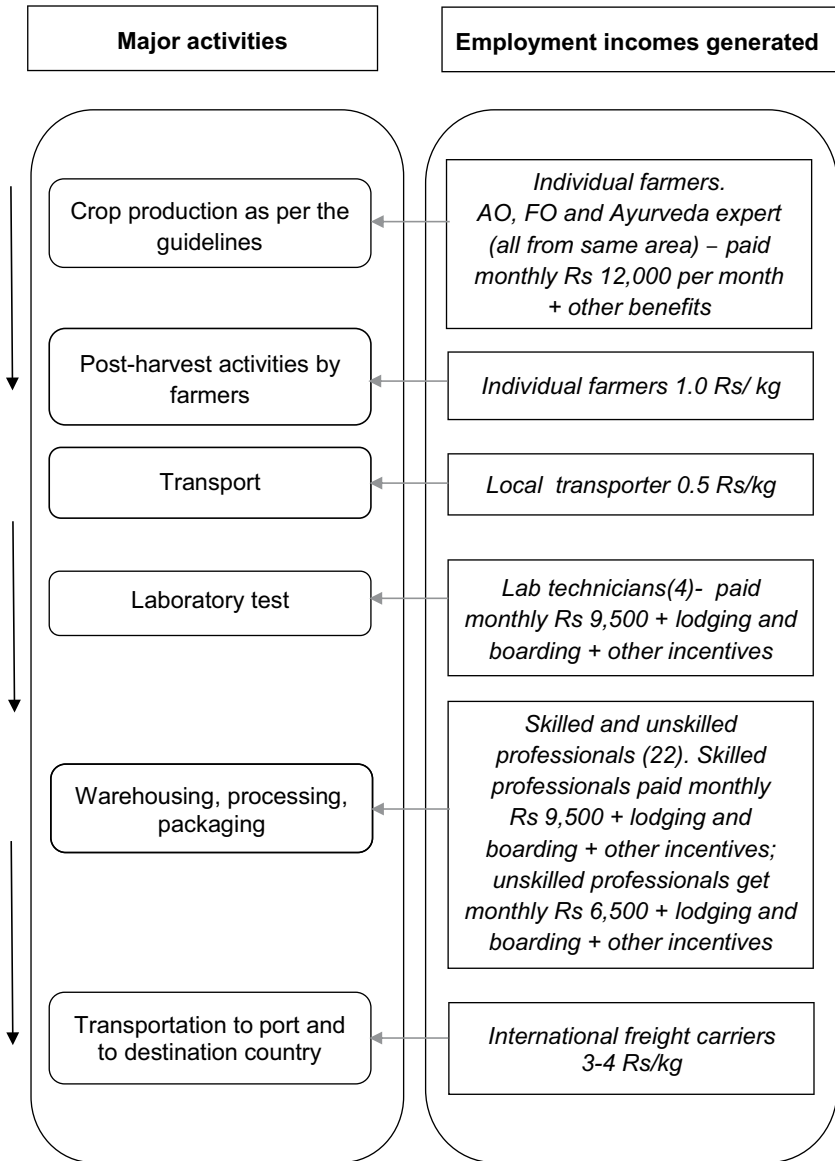 Major activities
Employment incomes generated
Crop production as per the
guidelines
Individual farmers.
AO, FO and Ayurveda expert
(all from same area) – paid
monthly Rs 12,000 per month
+ other benefits
Post-harvest activities by
farmers
Individual farmers 1.0 Rs/ kg
Transport
Local transporter 0.5 Rs/kg
Laboratory test
Lab technicians(4)- paid
monthly Rs 9,500 + lodging and
boarding + other incentives
Warehousing, processing,
packaging
Skilled and unskilled
professionals (22). Skilled
professionals paid monthly
Rs 9,500 + lodging and
boarding + other incentives;
unskilled professionals get
monthly Rs 6,500 + lodging and
boarding + other incentives
Transportation to port and
to destination country
International freight carriers
3-4 Rs/kg